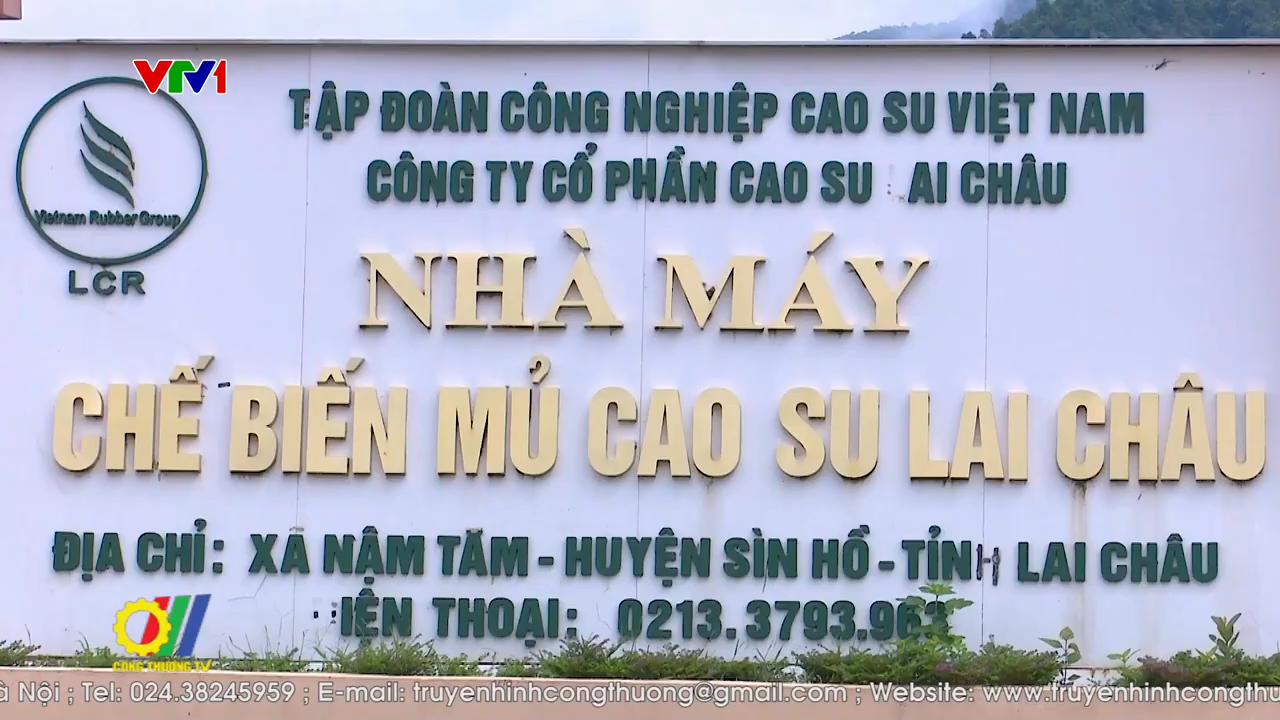 VTV1
TẬP ĐOÀN CÔNG NGHIỆP CAO SU VIỆT NAM
CÔNG TY CỔ PHẦN CAO SU AI CHÂU
Vietnam Rubber Group
LCR
NHÀ MÁY
CHẾ BIẾN MỦ CAO SU LAI CHÂU
ĐỊA CHỈ: XÃ NẬM TĂM - HUYỆN SÌN HỒ - TỈNH LAI CHÂU
IỆN THOẠI: 0213.3793.963
CÔNG THƯƠNG TV
à Nội ; Tel: 024.38245959 ; E-mail: truyenhinhcongthuong@gmail.com ; Website: www.truyenhinhcongthu